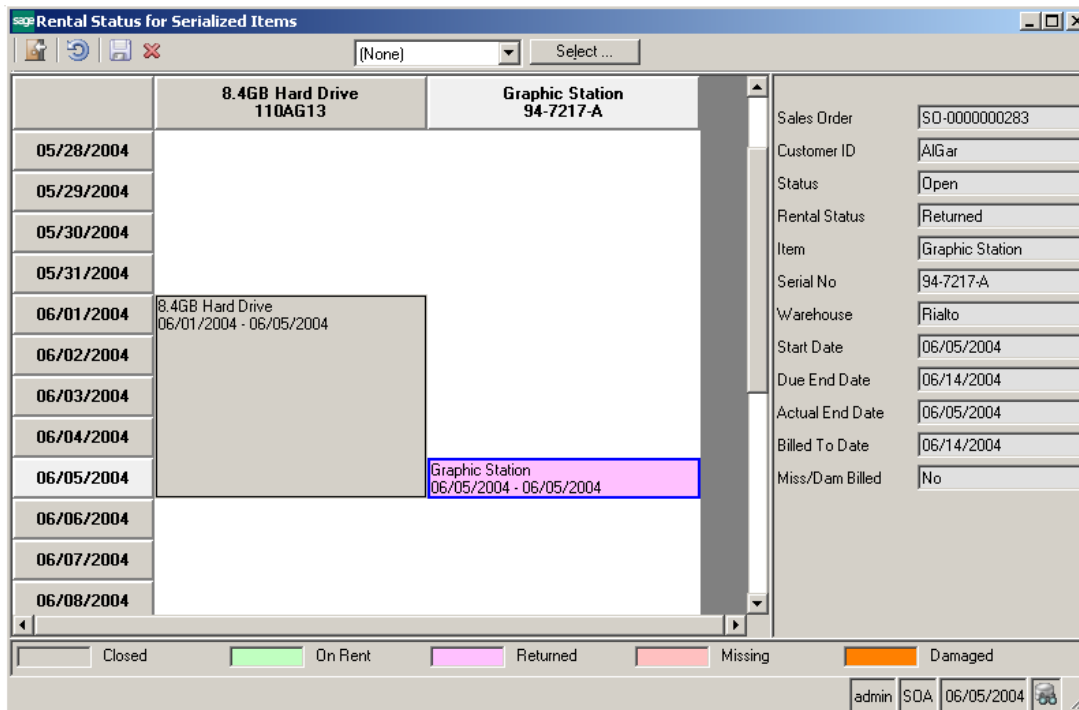 sage Rental Status for Serialized Items
(None)
Select ...
8.4GB Hard Drive
110AG13
Graphic Station
94-7217-A
05/28/2004
05/29/2004
05/30/2004
05/31/2004
06/01/2004
8.4GB Hard Drive
06/01/2004 - 06/05/2004
06/02/2004
06/03/2004
06/04/2004
06/05/2004
Graphic Station
06/05/2004 - 06/05/2004
06/06/2004
06/07/2004
06/08/2004
Sales Order SO-0000000283
Customer ID AlGar
Status Open
Rental Status Returned
Item Graphic Station
Serial No 94-7217-A
Warehouse Rialto
Start Date 06/05/2004
Due End Date 06/14/2004
Actual End Date 06/05/2004
Billed To Date 06/14/2004
Miss/Dam Billed No
Closed On Rent Returned Missing Damaged
admin SOA 06/05/2004